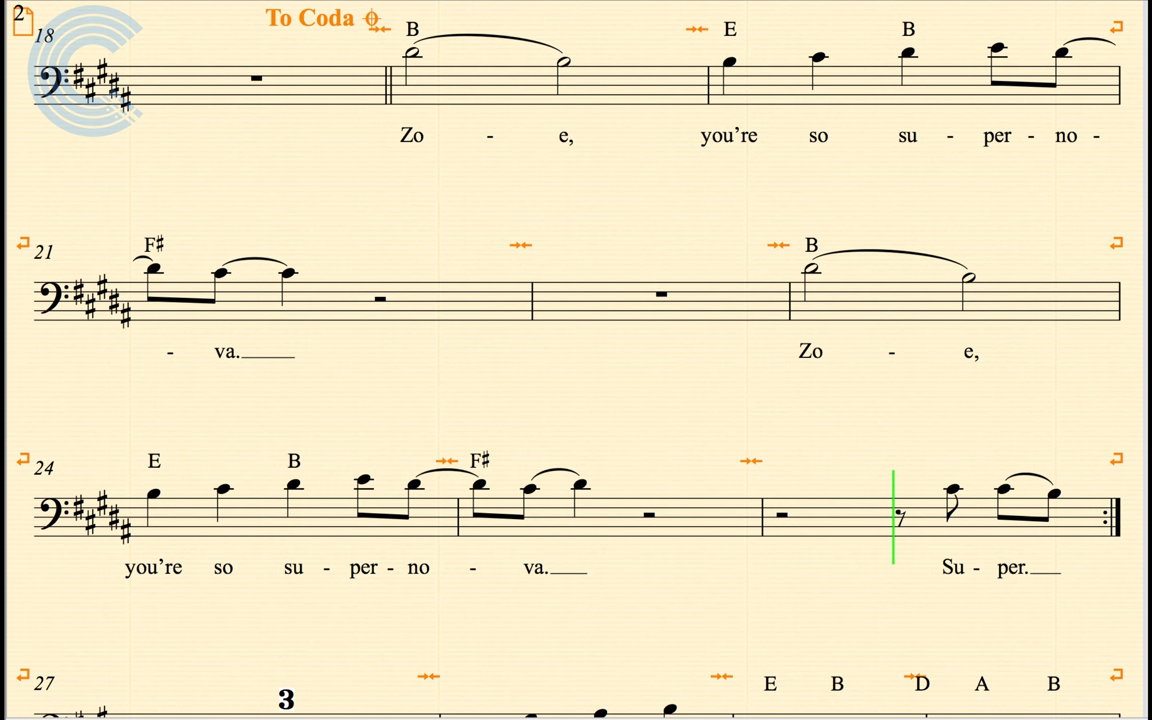 2
To Coda
18
B E B
Zo - e, you're so su - per - no -
21
F♯ B
- va. Zo - e,
24
E B F♯
you're so su - per - no - va. Su - per.
27
3
E B D A B